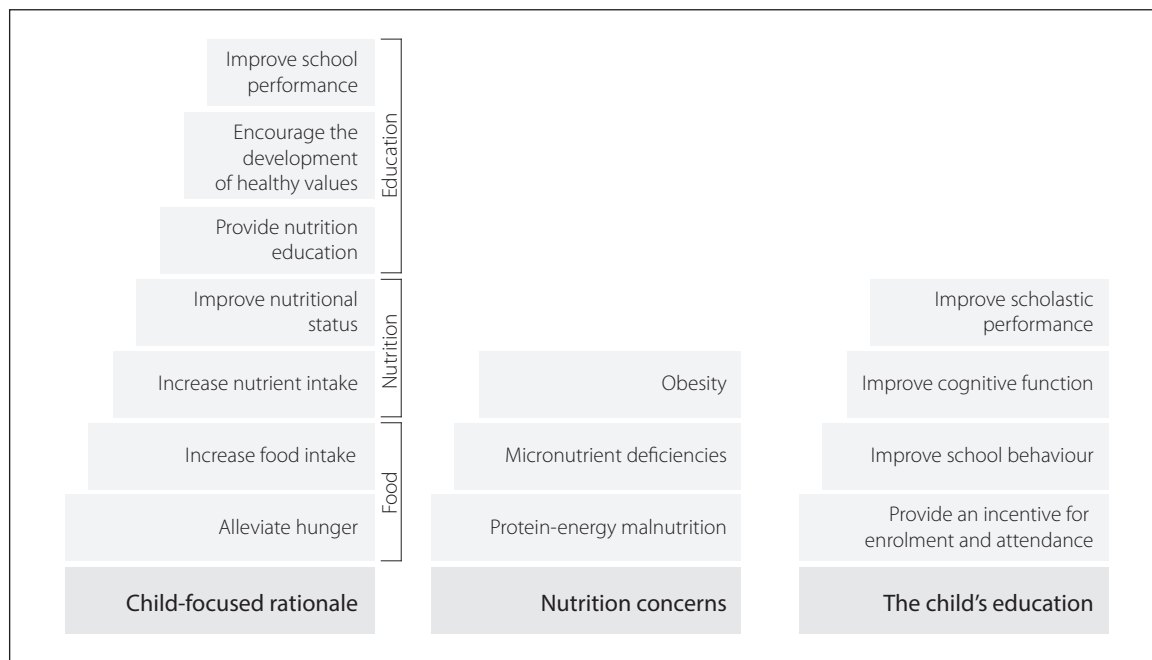 Improve school
performance
Encourage the
development
of healthy values
Provide nutrition
education
Education
Improve nutritional
status
Increase nutrient intake
Nutrition
Increase food intake
Alleviate hunger
Food
Child-focused rationale
Obesity
Micronutrient deficiencies
Protein-energy malnutrition
Nutrition concerns
Improve scholastic
performance
Improve cognitive function
Improve school behaviour
Provide an incentive for
enrolment and attendance
The child’s education